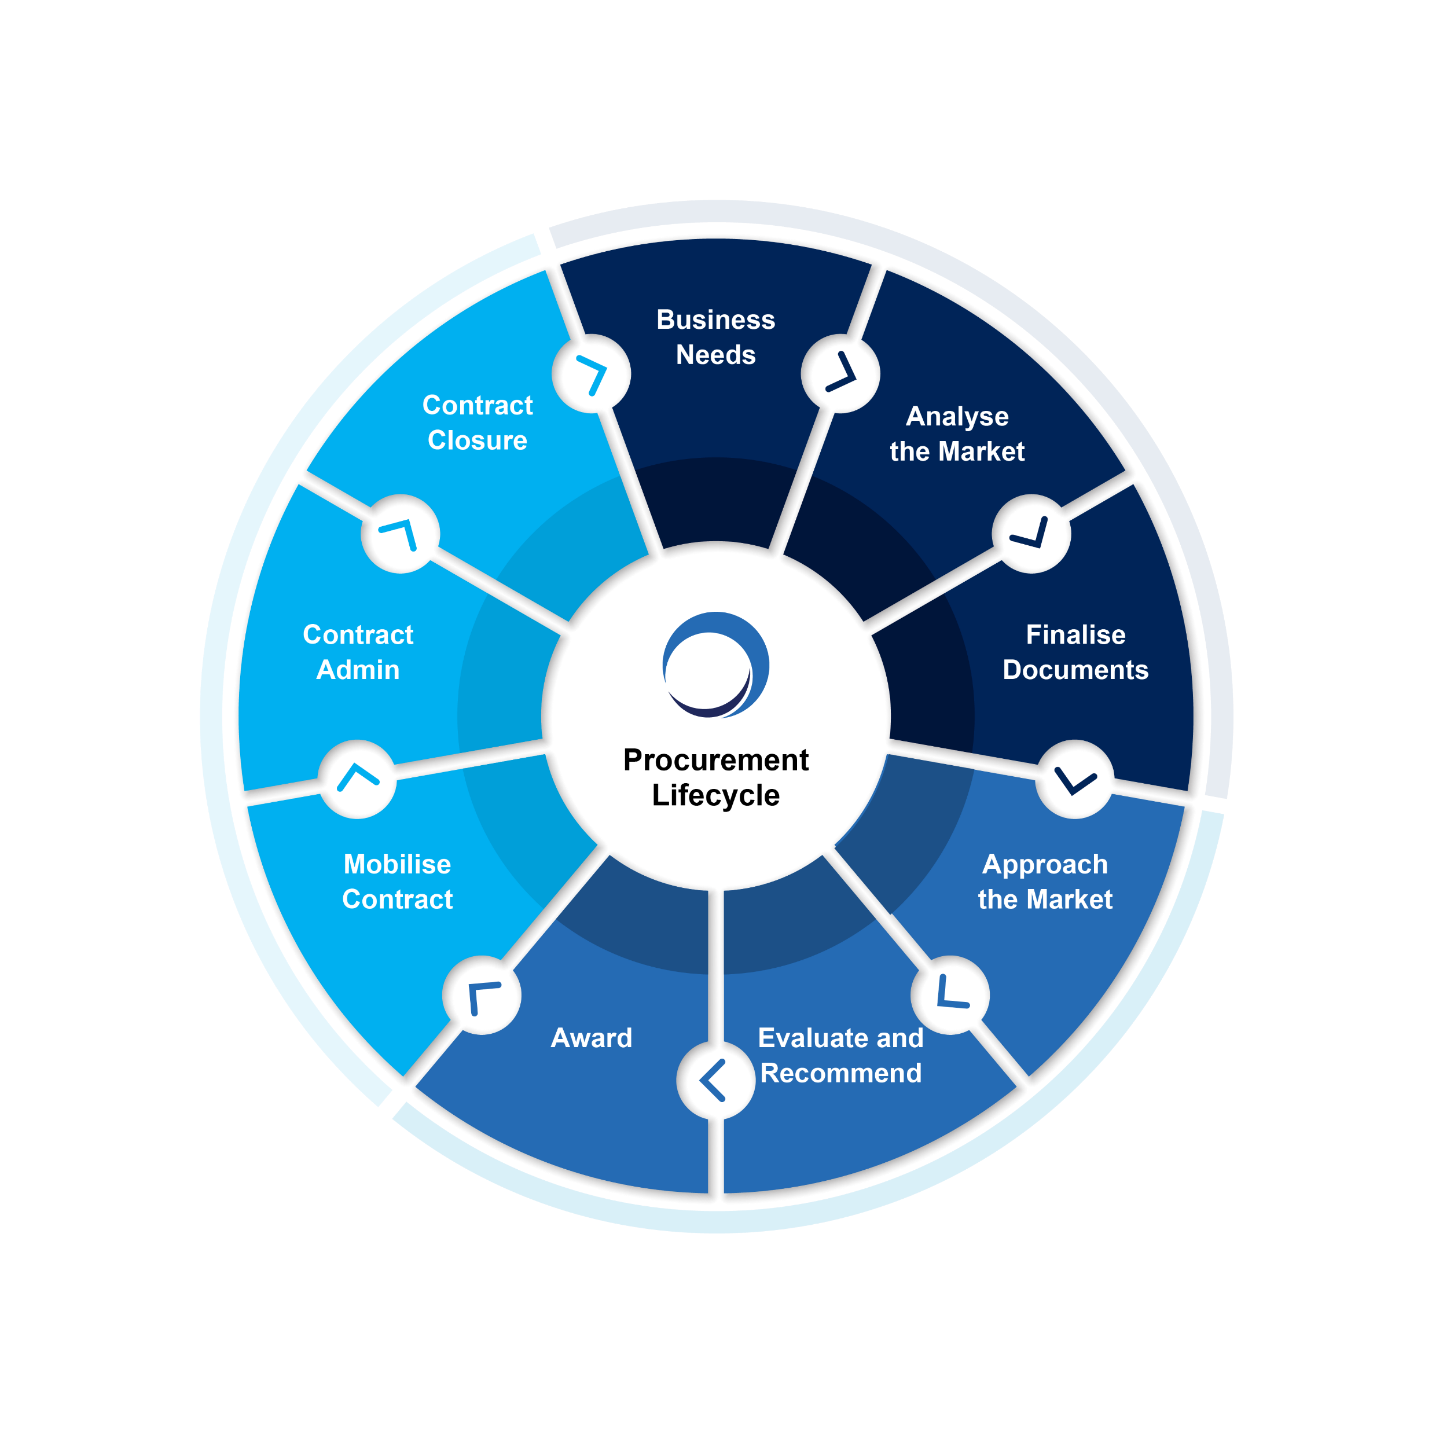 Business
Needs
Analyse
the Market
Finalise
Documents
Approach
the Market
Evaluate and
Recommend
Award
Mobilise
Contract
Contract
Admin
Contract
Closure
Procurement
Lifecycle